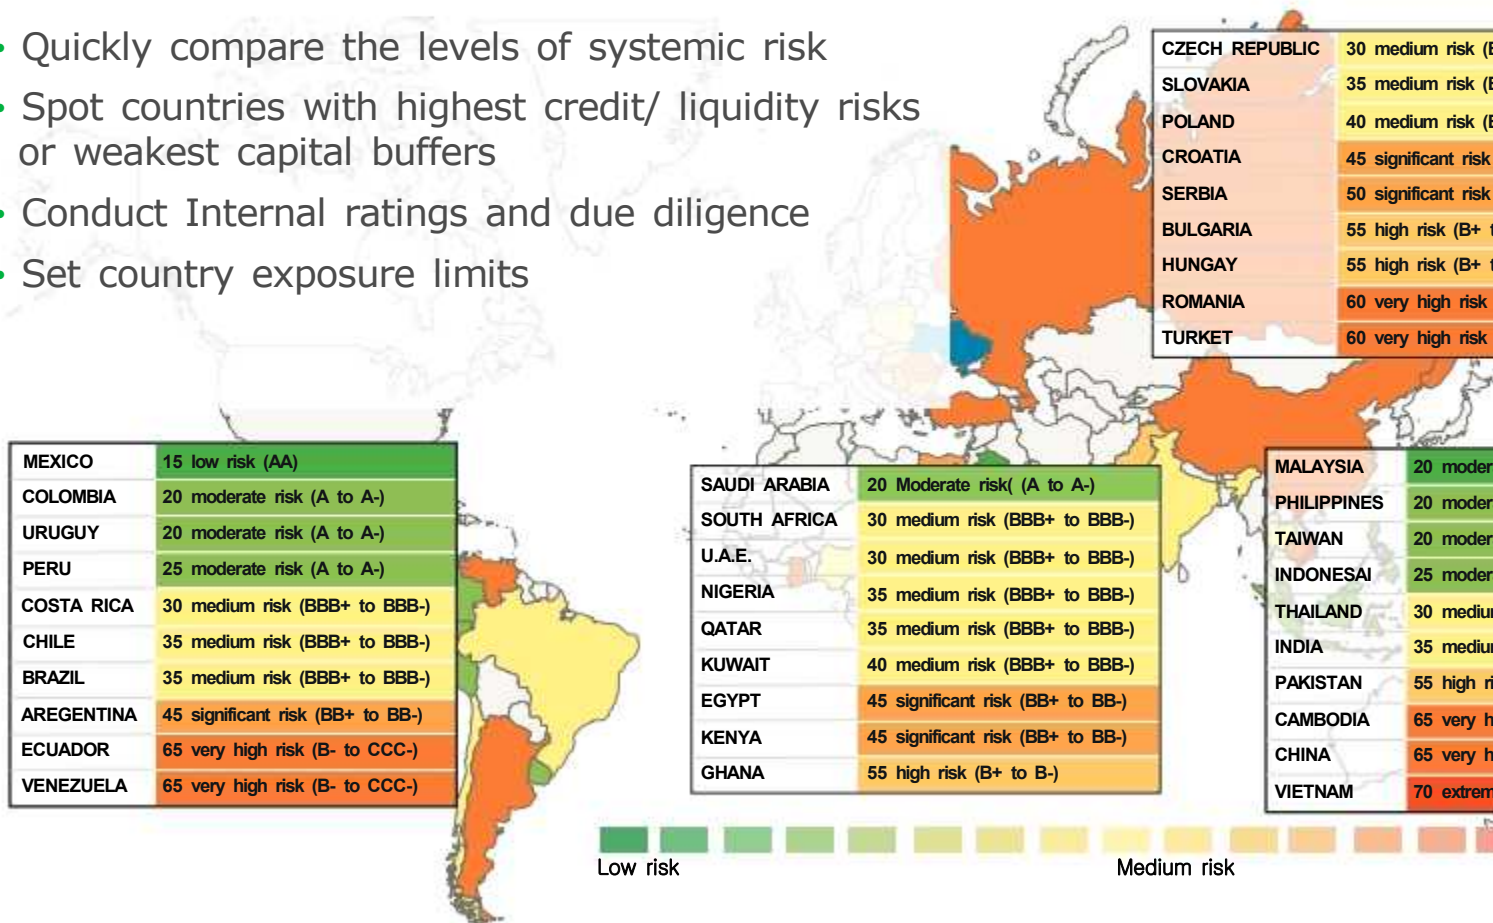 • Quickly compare the levels of systemic risk
• Spot countries with highest credit/ liquidity risks
or weakest capital buffers
• Conduct Internal ratings and due diligence
• Set country exposure limits
CZECH REPUBLIC 30 medium risk (B
SLOVAKIA 35 medium risk (B
POLAND 40 medium risk (B
CROATIA 45 significant risk
SERBIA 50 significant risk
BULGARIA 55 high risk (B+ t
HUNGAY 55 high risk (B+ t
ROMANIA 60 very high risk
TURKET 60 very high risk
MEXICO 15 low risk (AA)
COLOMBIA 20 moderate risk (A to A-)
URUGUY 20 moderate risk (A to A-)
PERU 25 moderate risk (A to A-)
COSTA RICA 30 medium risk (BBB+ to BBB-)
CHILE 35 medium risk (BBB+ to BBB-)
BRAZIL 35 medium risk (BBB+ to BBB-)
AREGENTINA 45 significant risk (BB+ to BB-)
ECUADOR 65 very high risk (B- to CCC-)
VENEZUELA 65 very high risk (B- to CCC-)
SAUDI ARABIA 20 Moderate risk( (A to A-)
SOUTH AFRICA 30 medium risk (BBB+ to BBB-)
U.A.E. 30 medium risk (BBB+ to BBB-)
NIGERIA 35 medium risk (BBB+ to BBB-)
QATAR 35 medium risk (BBB+ to BBB-)
KUWAIT 40 medium risk (BBB+ to BBB-)
EGYPT 45 significant risk (BB+ to BB-)
KENYA 45 significant risk (BB+ to BB-)
GHANA 55 high risk (B+ to B-)
MALAYSIA 20 moder
PHILIPPINES 20 moder
TAIWAN 20 moder
INDONESAI 25 moder
THAILAND 30 mediu
INDIA 35 mediu
PAKISTAN 55 high ri
CAMBODIA 65 very h
CHINA 65 very h
VIETNAM 70 extrem
Low risk
Medium risk